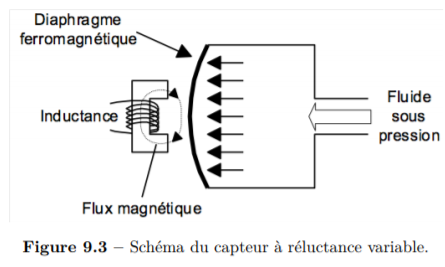 Diaphragme
ferromagnétique
Inductance
Fluide
sous
pression
Flux magnétique
Figure 9.3 – Schéma du capteur à réluctance variable.